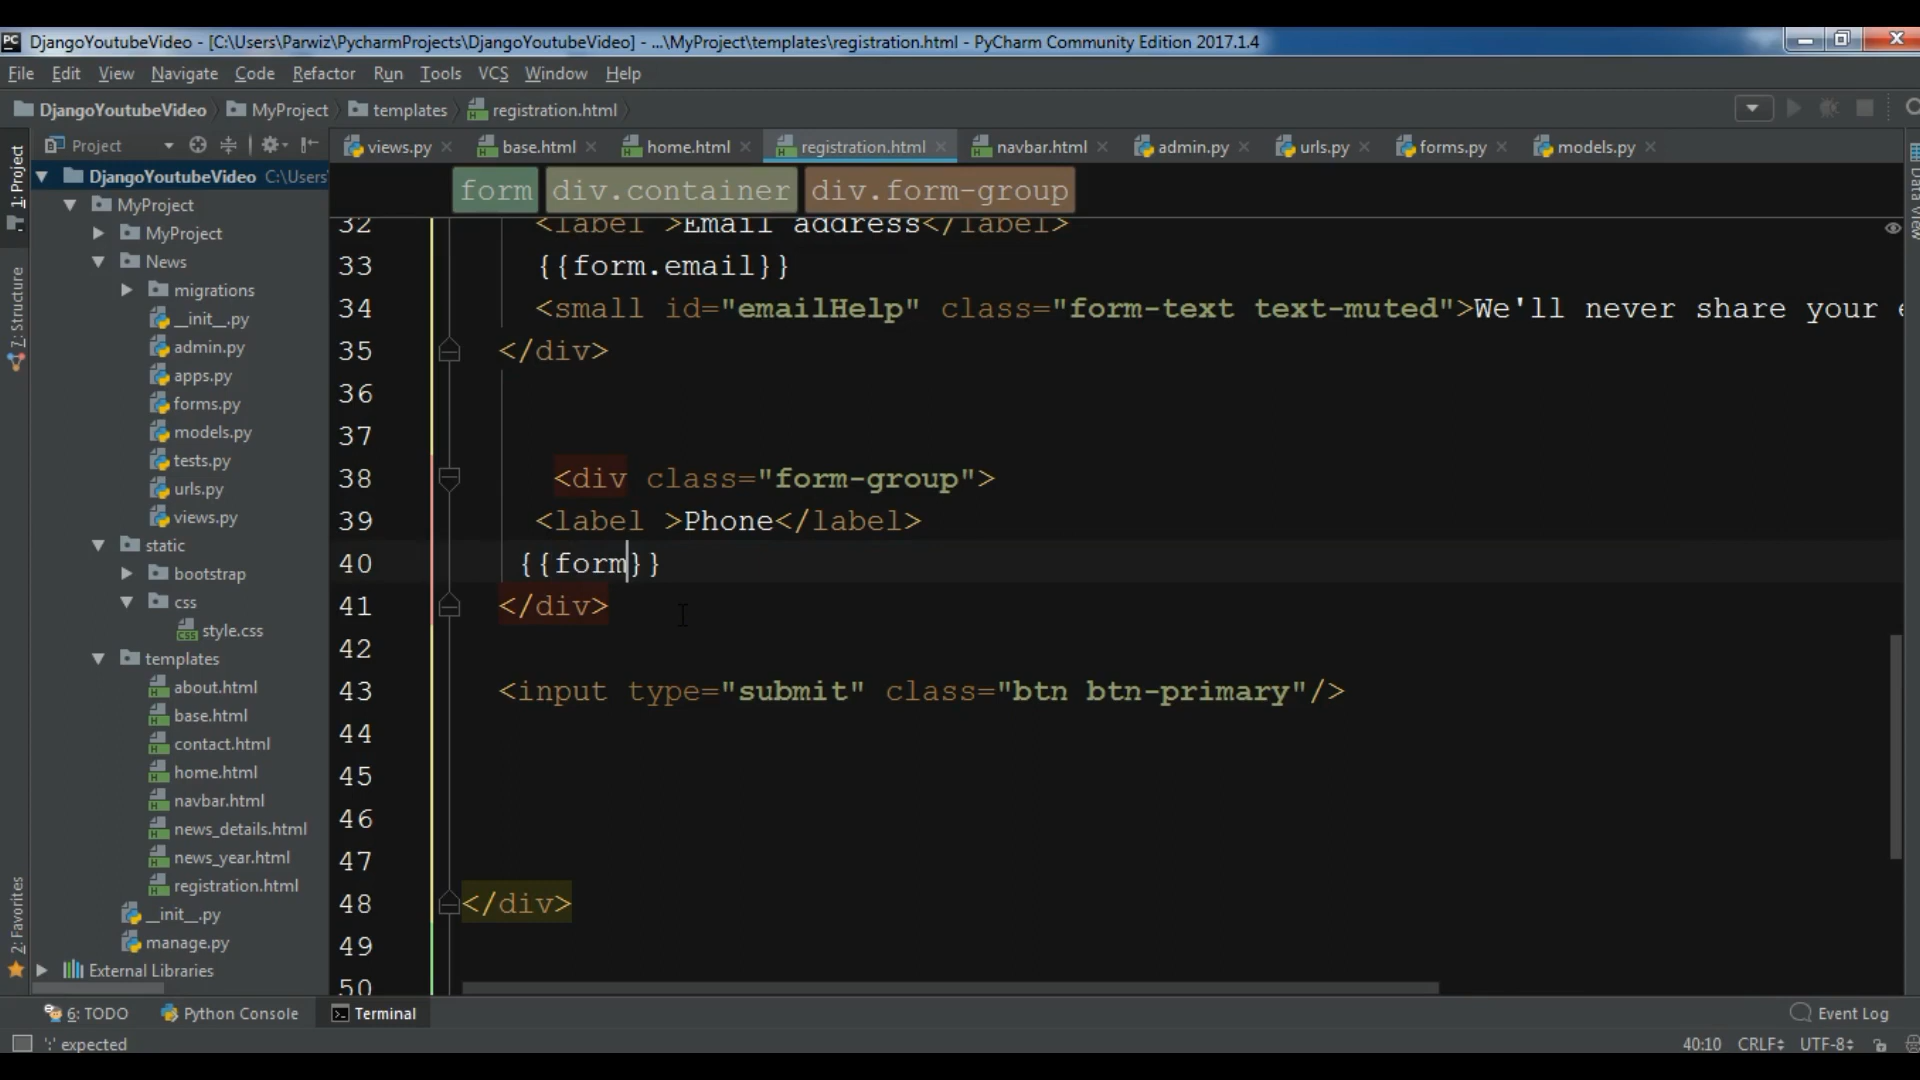 DjangoYoutubeVideo - [C:\Users\Parwiz\PycharmProjects\DjangoYoutubeVideo] - ...\MyProject\templates\registration.html - PyCharm Community Edition 2017.1.4
File Edit View Navigate Code Refactor Run Tools VCS Window Help
DjangoYoutubeVideo MyProject templates registration.html
Project views.py base.html home.html registration.html navbar.html admin.py urls.py forms.py models.py
1: Project
7: Structure
2: Favorites
Data View
DjangoYoutubeVideo C:\Users
MyProject
MyProject
News
migrations
__init__.py
admin.py
apps.py
forms.py
models.py
tests.py
urls.py
views.py
static
bootstrap
css
style.css
templates
about.html
base.html
contact.html
home.html
navbar.html
news_details.html
news_year.html
registration.html
__init__.py
manage.py
External Libraries
form div.container div.form-group
32 <label >Email address</label>
33 {{form.email}}
34 <small id="emailHelp" class="form-text text-muted">We'll never share your
35 </div>
36
37
38 <div class="form-group">
39 <label >Phone</label>
40 {{form}}
41 </div>
42
43 <input type="submit" class="btn btn-primary"/>
44
45
46
47
48 </div>
49
50
6: TODO Python Console Terminal Event Log
':' expected 40:10 CRLF UTF-8